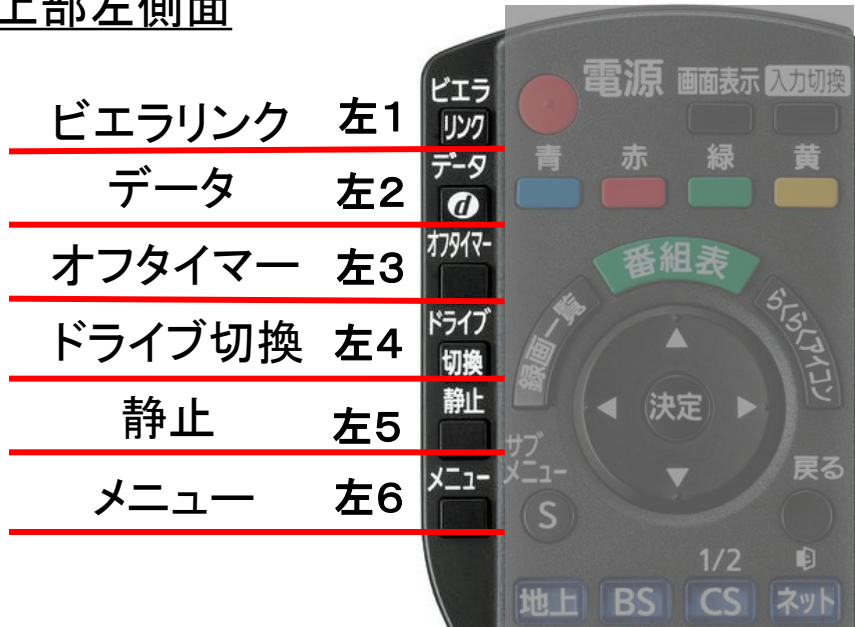 上部左側面
ビエラリンク 左1
データ 左2
オフタイマー 左3
ドライブ切換 左4
静止 左5
メニュー 左6
ビエラ
リンク
データ
d
オフタイマー
ドライブ
切換
静止
メニュー
電源 画面表示 入力切換
青 赤 緑 黄
番組表
録画一覧
らくらくアイコン
決定
サブ
メニュー
S
戻る
1/2
地上 BS CS ネット